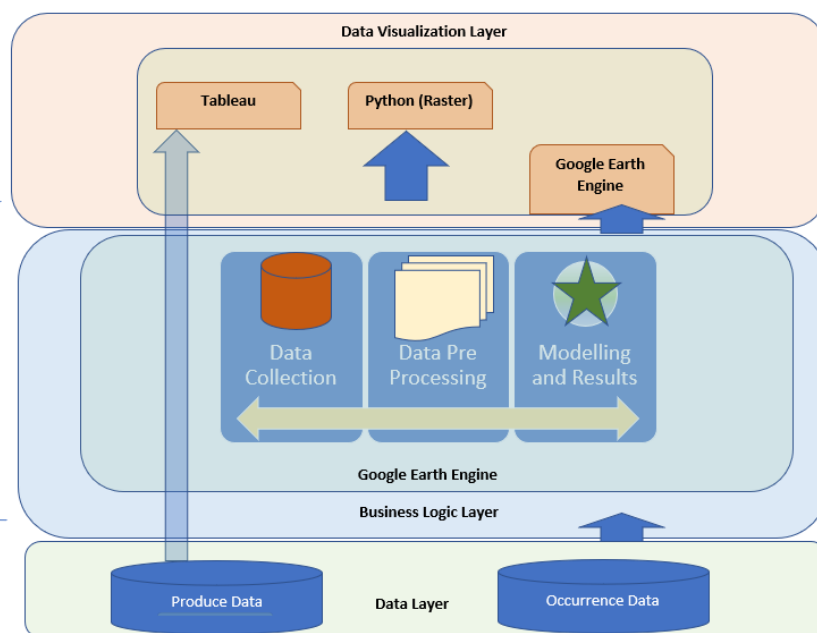 Data Visualization Layer
Tableau
Python (Raster)
Google Earth
Engine
Data
Collection
Data Pre
Processing
Modelling
and Results
Google Earth Engine
Business Logic Layer
Produce Data
Data Layer
Occurrence Data